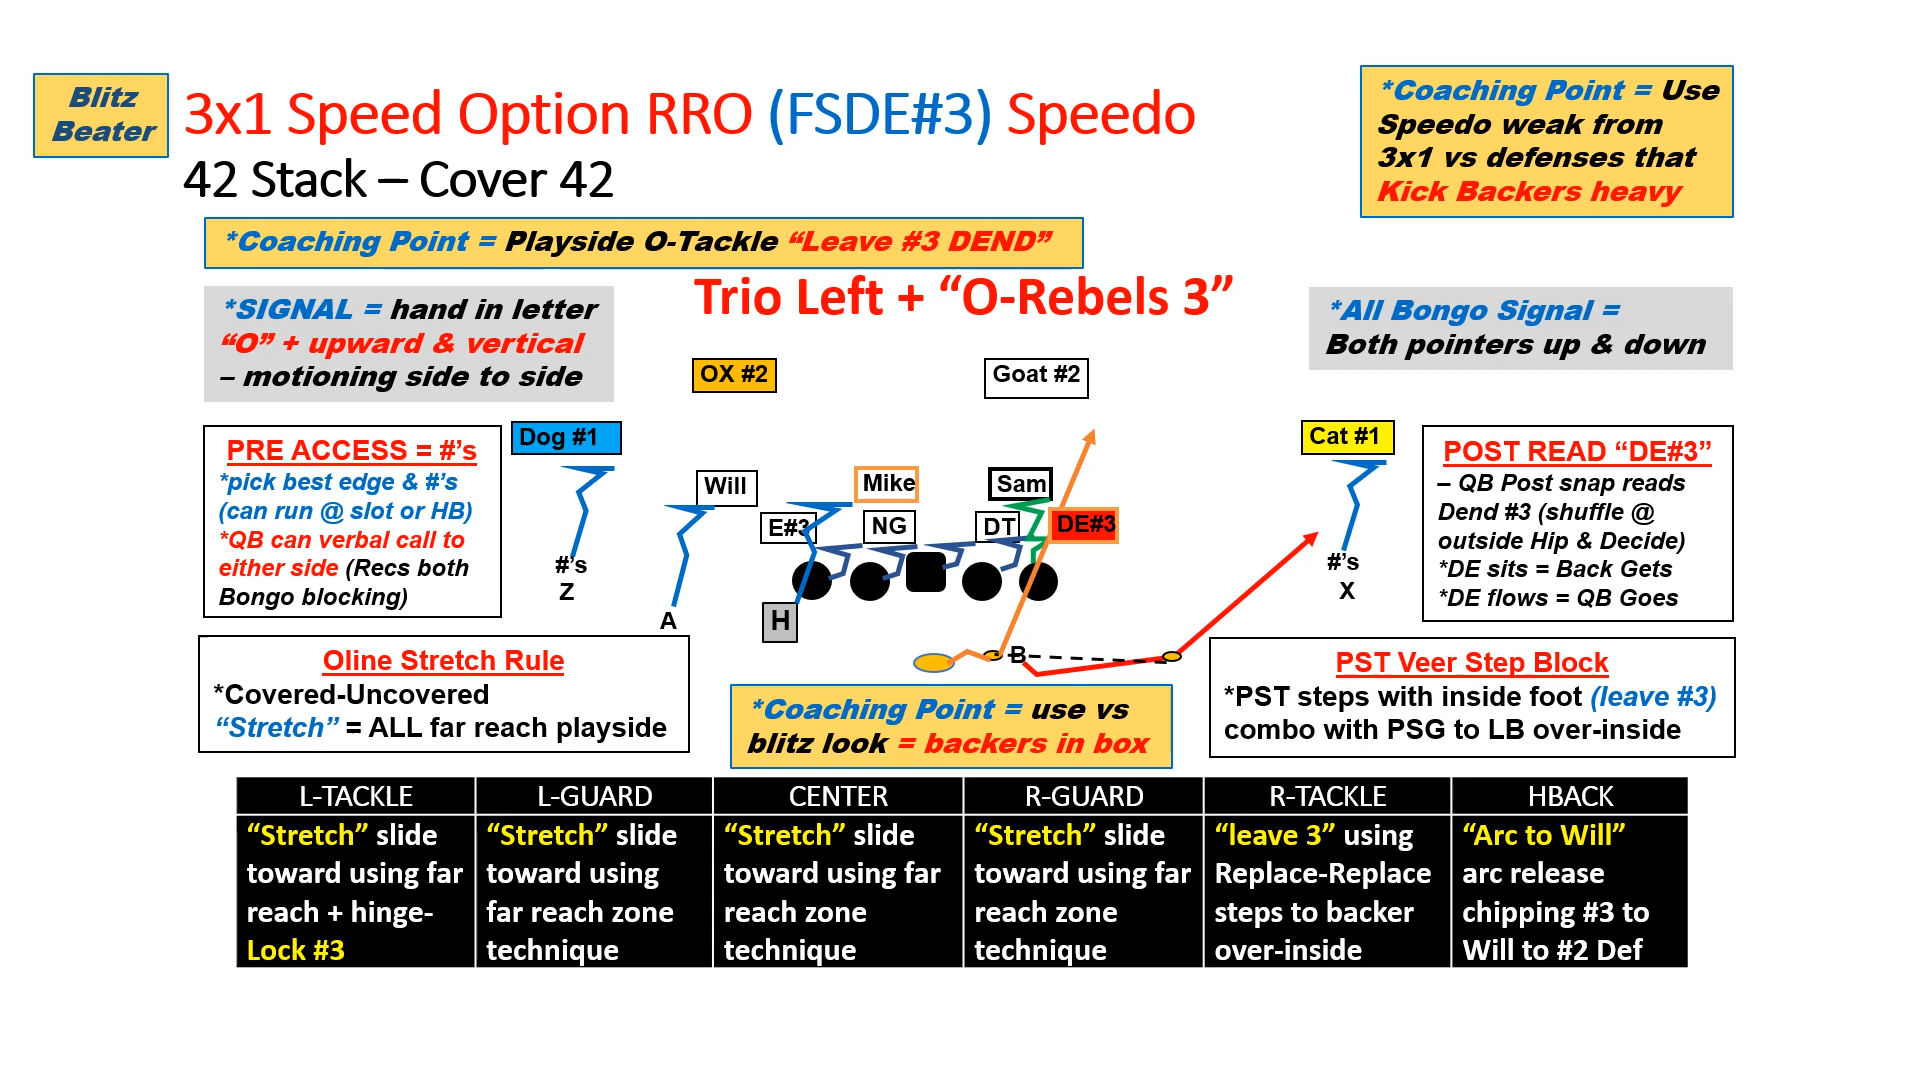 Blitz
Beater
3x1 Speed Option RRO (FSDE#3) Speedo
42 Stack – Cover 42
*Coaching Point = Use
Speedo weak from
3x1 vs defenses that
Kick Backers heavy
*Coaching Point = Playside O-Tackle “Leave #3 DEND”
Trio Left + “O-Rebels 3”
*SIGNAL = hand in letter
“O” + upward & vertical
– motioning side to side
*All Bongo Signal =
Both pointers up & down
OX #2
Goat #2
Dog #1
Cat #1
PRE ACCESS = #’s
*pick best edge & #’s
(can run @ slot or HB)
*QB can verbal call to
either side (Recs both
Bongo blocking)
POST READ “DE#3”
– QB Post snap reads
Dend #3 (shuffle @
outside Hip & Decide)
*DE sits = Back Gets
*DE flows = QB Goes
Will
Mike
Sam
E#3
NG
DT
DE#3
#’s
Z
#’s
X
A
H
B
Oline Stretch Rule
*Covered-Uncovered
“Stretch” = ALL far reach playside
PST Veer Step Block
*PST steps with inside foot (leave #3)
combo with PSG to LB over-inside
*Coaching Point = use vs
blitz look = backers in box
L-TACKLE
L-GUARD
CENTER
R-GUARD
R-TACKLE
HBACK
“Stretch” slide
toward using far
reach + hinge-
Lock #3
“Stretch” slide
toward using
far reach zone
technique
“Stretch” slide
toward using far
reach zone
technique
“Stretch” slide
toward using far
reach zone
technique
“leave 3” using
Replace-Replace
steps to backer
over-inside
“Arc to Will”
arc release
chipping #3 to
Will to #2 Def